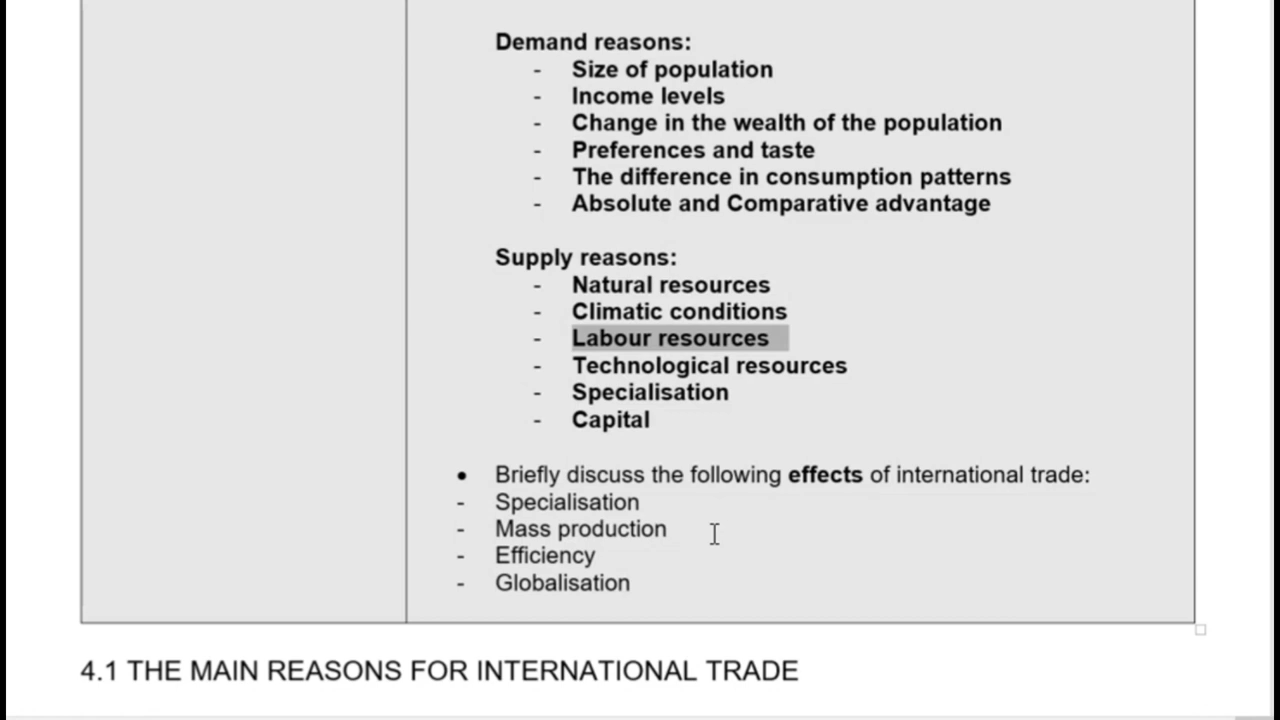 Demand reasons:
- Size of population
- Income levels
- Change in the wealth of the population
- Preferences and taste
- The difference in consumption patterns
- Absolute and Comparative advantage
Supply reasons:
- Natural resources
- Climatic conditions
- Labour resources
- Technological resources
- Specialisation
- Capital
• Briefly discuss the following effects of international trade:
- Specialisation
- Mass production
- Efficiency
- Globalisation
4.1 THE MAIN REASONS FOR INTERNATIONAL TRADE